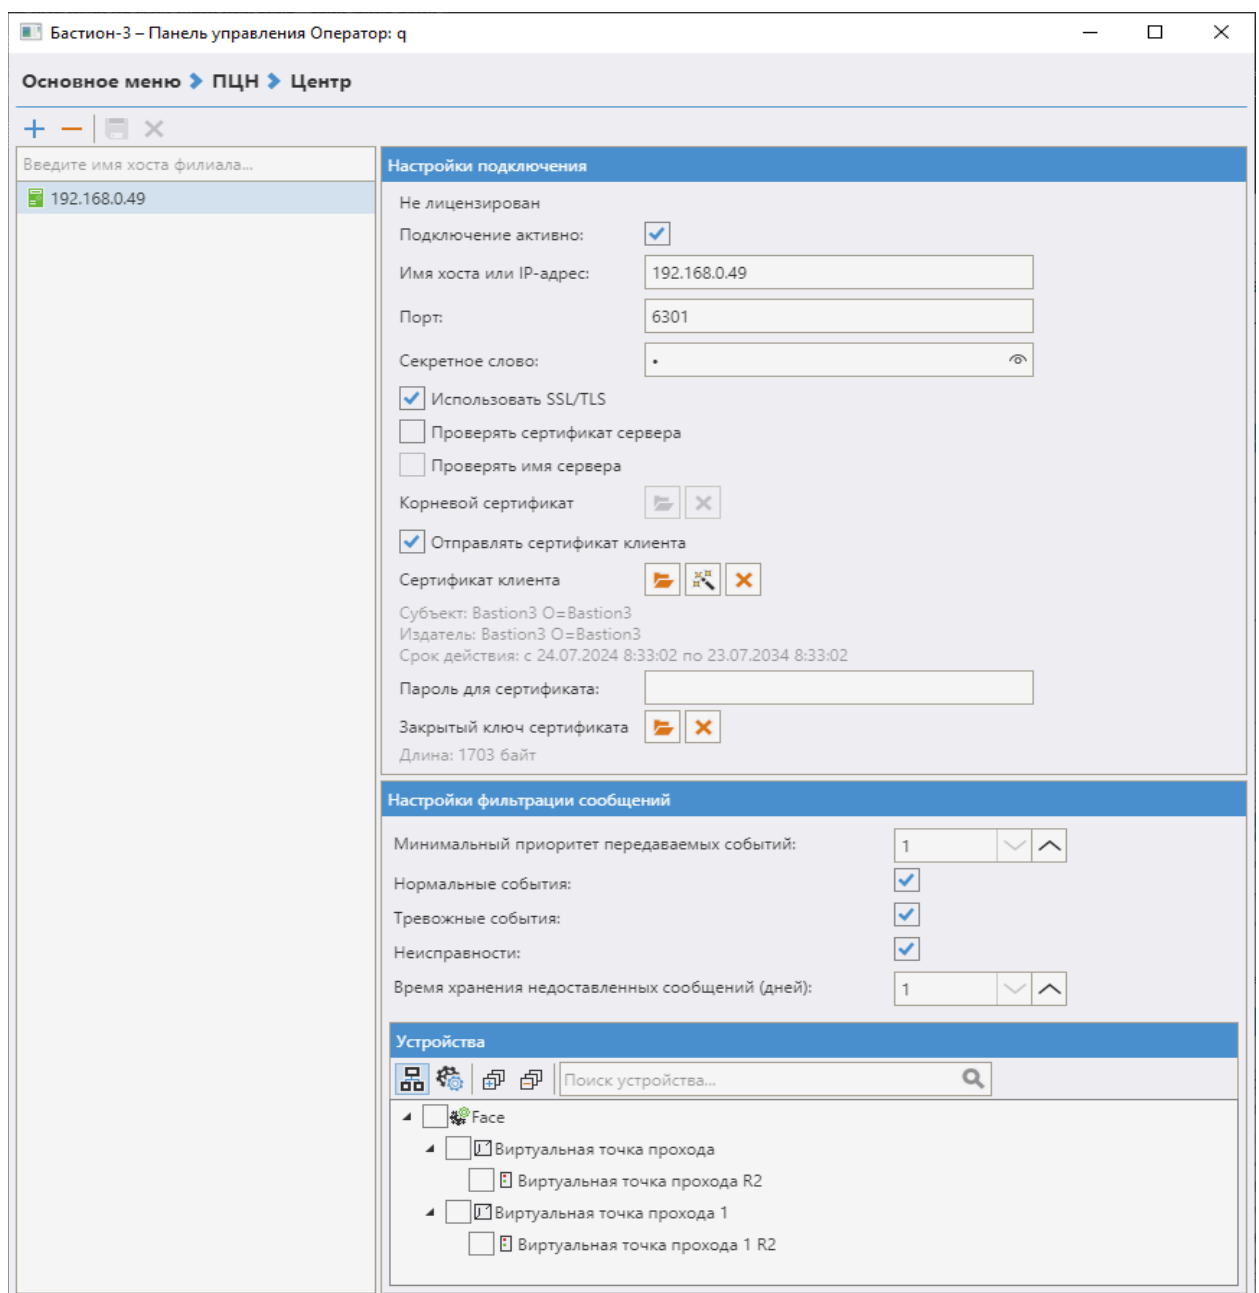 Бастион-3 – Панель управления Оператор: q
Основное меню ПЦН Центр
Введите имя хоста филиала...
192.168.0.49
Настройки подключения
Не лицензирован
Подключение активно:
Имя хоста или IP-адрес: 192.168.0.49
Порт: 6301
Секретное слово: •
Использовать SSL/TLS
Проверять сертификат сервера
Проверять имя сервера
Корневой сертификат
Отправлять сертификат клиента
Сертификат клиента
Субъект: Bastion3 O=Bastion3
Издатель: Bastion3 O=Bastion3
Срок действия: с 24.07.2024 8:33:02 по 23.07.2034 8:33:02
Пароль для сертификата:
Закрытый ключ сертификата
Длина: 1703 байт
Настройки фильтрации сообщений
Минимальный приоритет передаваемых событий: 1
Нормальные события:
Тревожные события:
Неисправности:
Время хранения недоставленных сообщений (дней): 1
Устройства
Поиск устройства...
Face
Виртуальная точка прохода
Виртуальная точка прохода R2
Виртуальная точка прохода 1
Виртуальная точка прохода 1 R2